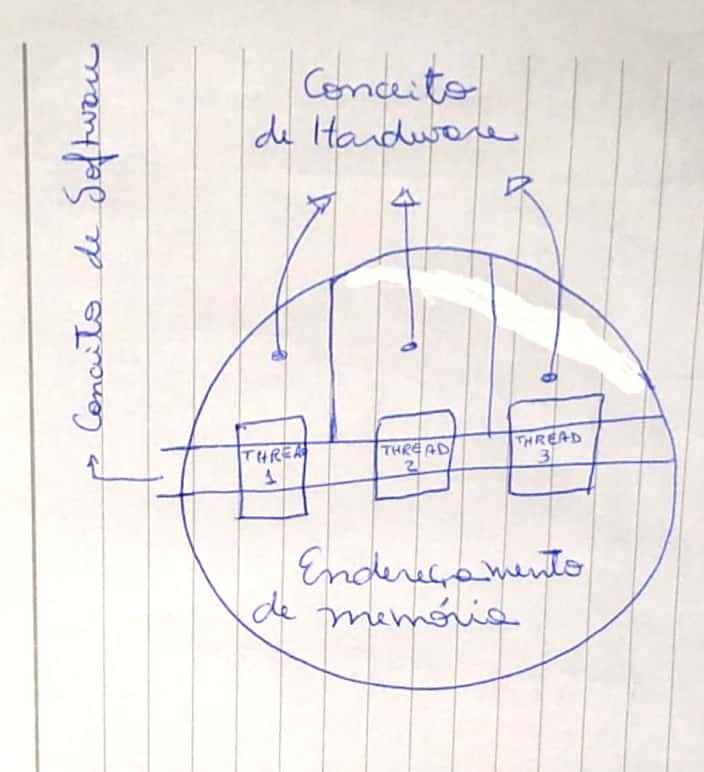 Conceito
de Hardware
Conceito de Software
THREAD
1
THREAD
2
THREAD
3
Endereçamento
de memória